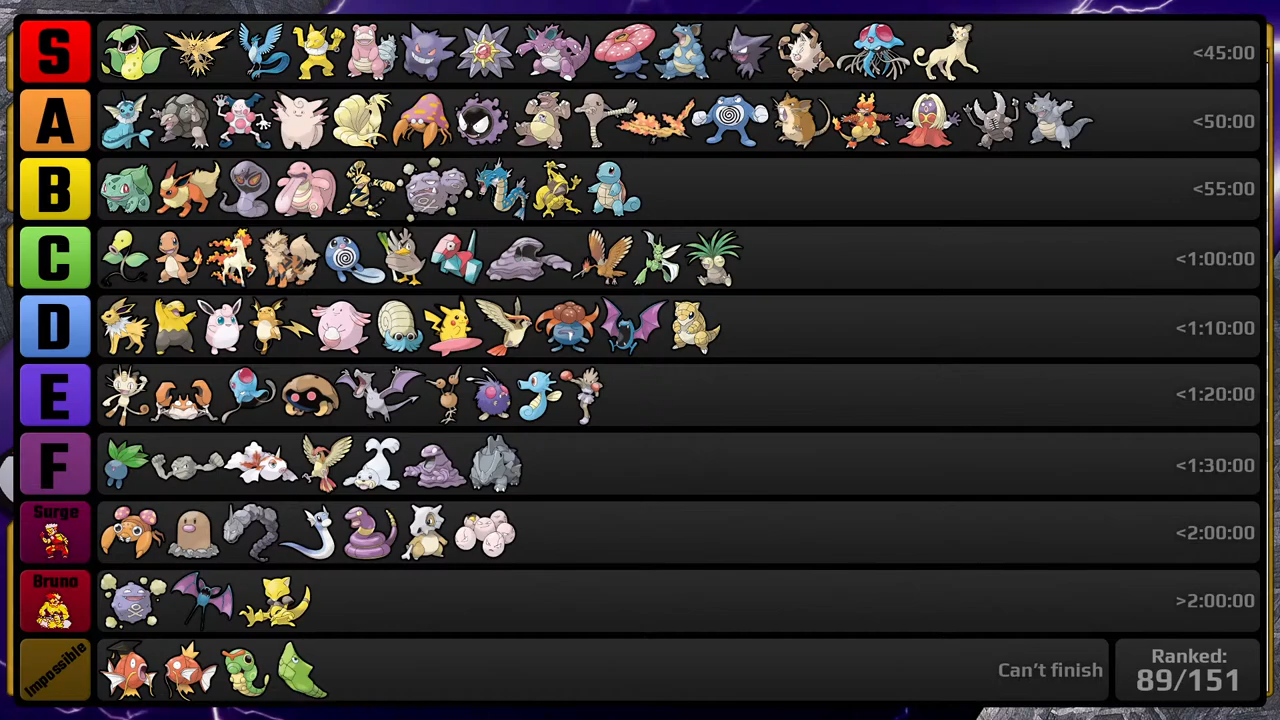 S <45:00
A <50:00
B <55:00
C <1:00:00
D <1:10:00
E <1:20:00
F <1:30:00
Surge <2:00:00
Bruno >2:00:00
Impossible Can't finish
Ranked:
89/151